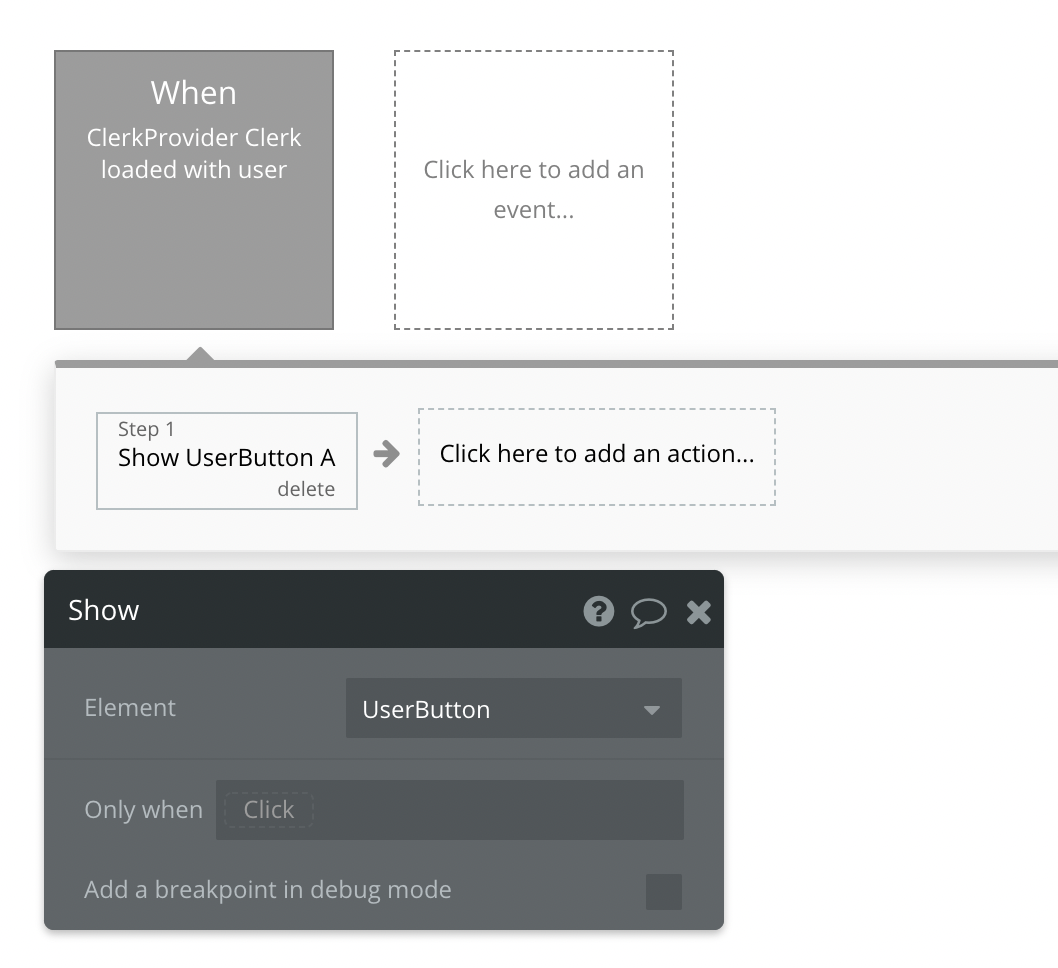 When
ClerkProvider Clerk
loaded with user
Click here to add an
event...
Step 1
Show UserButton A
delete
Click here to add an action...
Show
Element
UserButton
Only when
Click
Add a breakpoint in debug mode